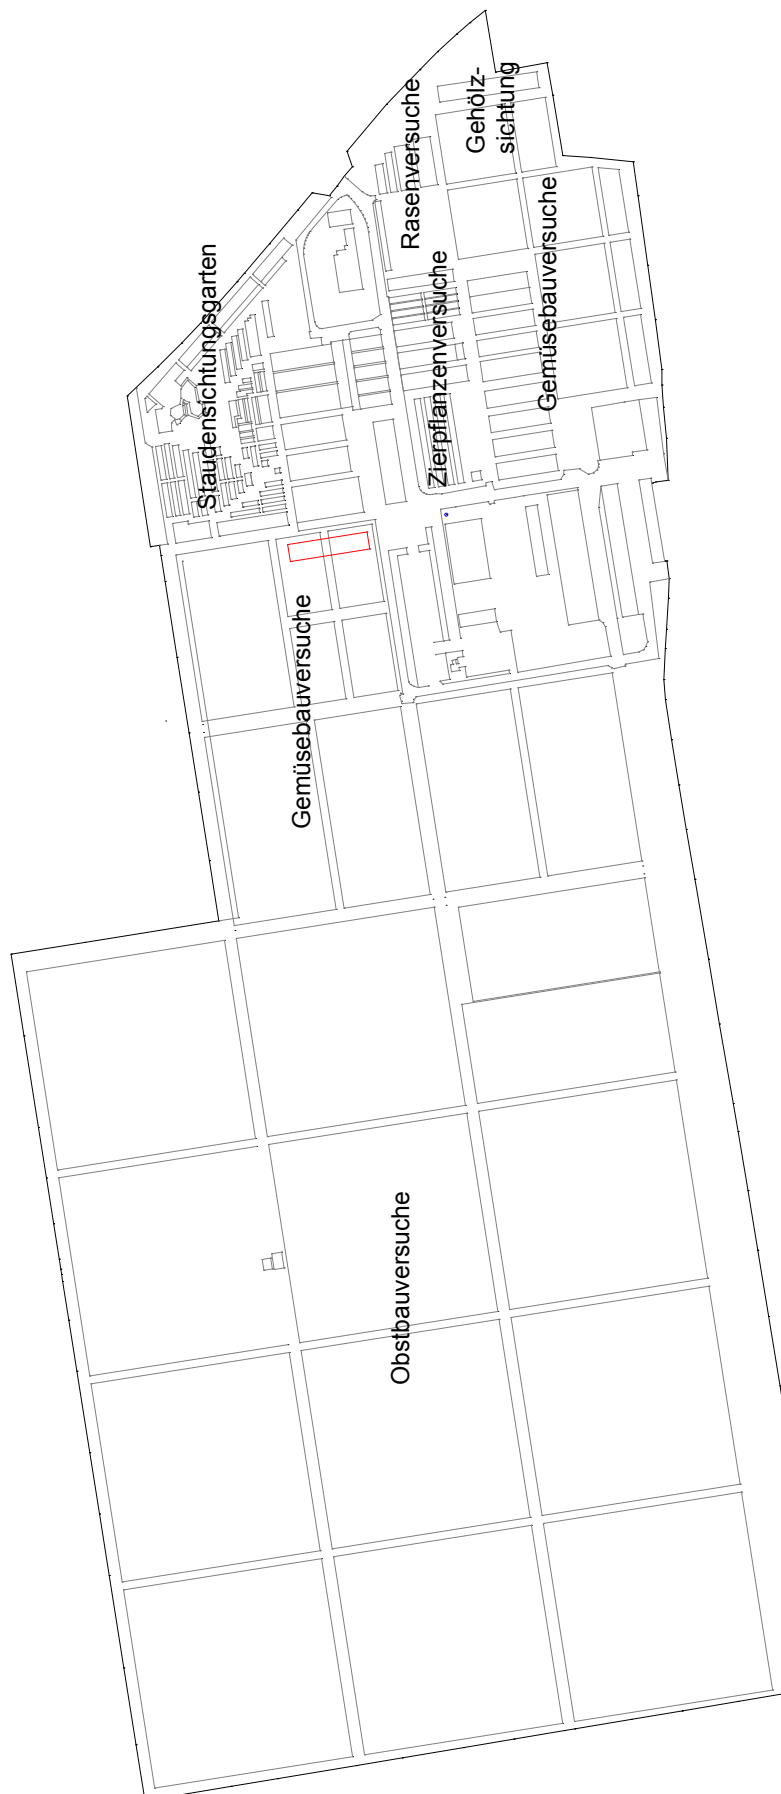 Staudensichtungsgarten
Rasenversuche
Gehölz-
sichtung
Zierpflanzenversuche
Gemüsebauversuche
Gemüsebauversuche
Obstbauversuche